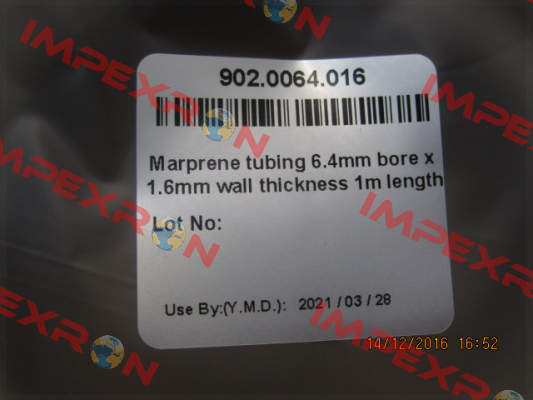 902.0064.016
Marprene tubing 6.4mm bore x
1.6mm wall thickness 1m length
Lot No:
Use By:(Y.M.D.): 2021 / 03 / 28
14/12/2016 16:52
IMPEXRON
IMPEXRON
IMPEXRON
IMPEXRON
IMPEXRON